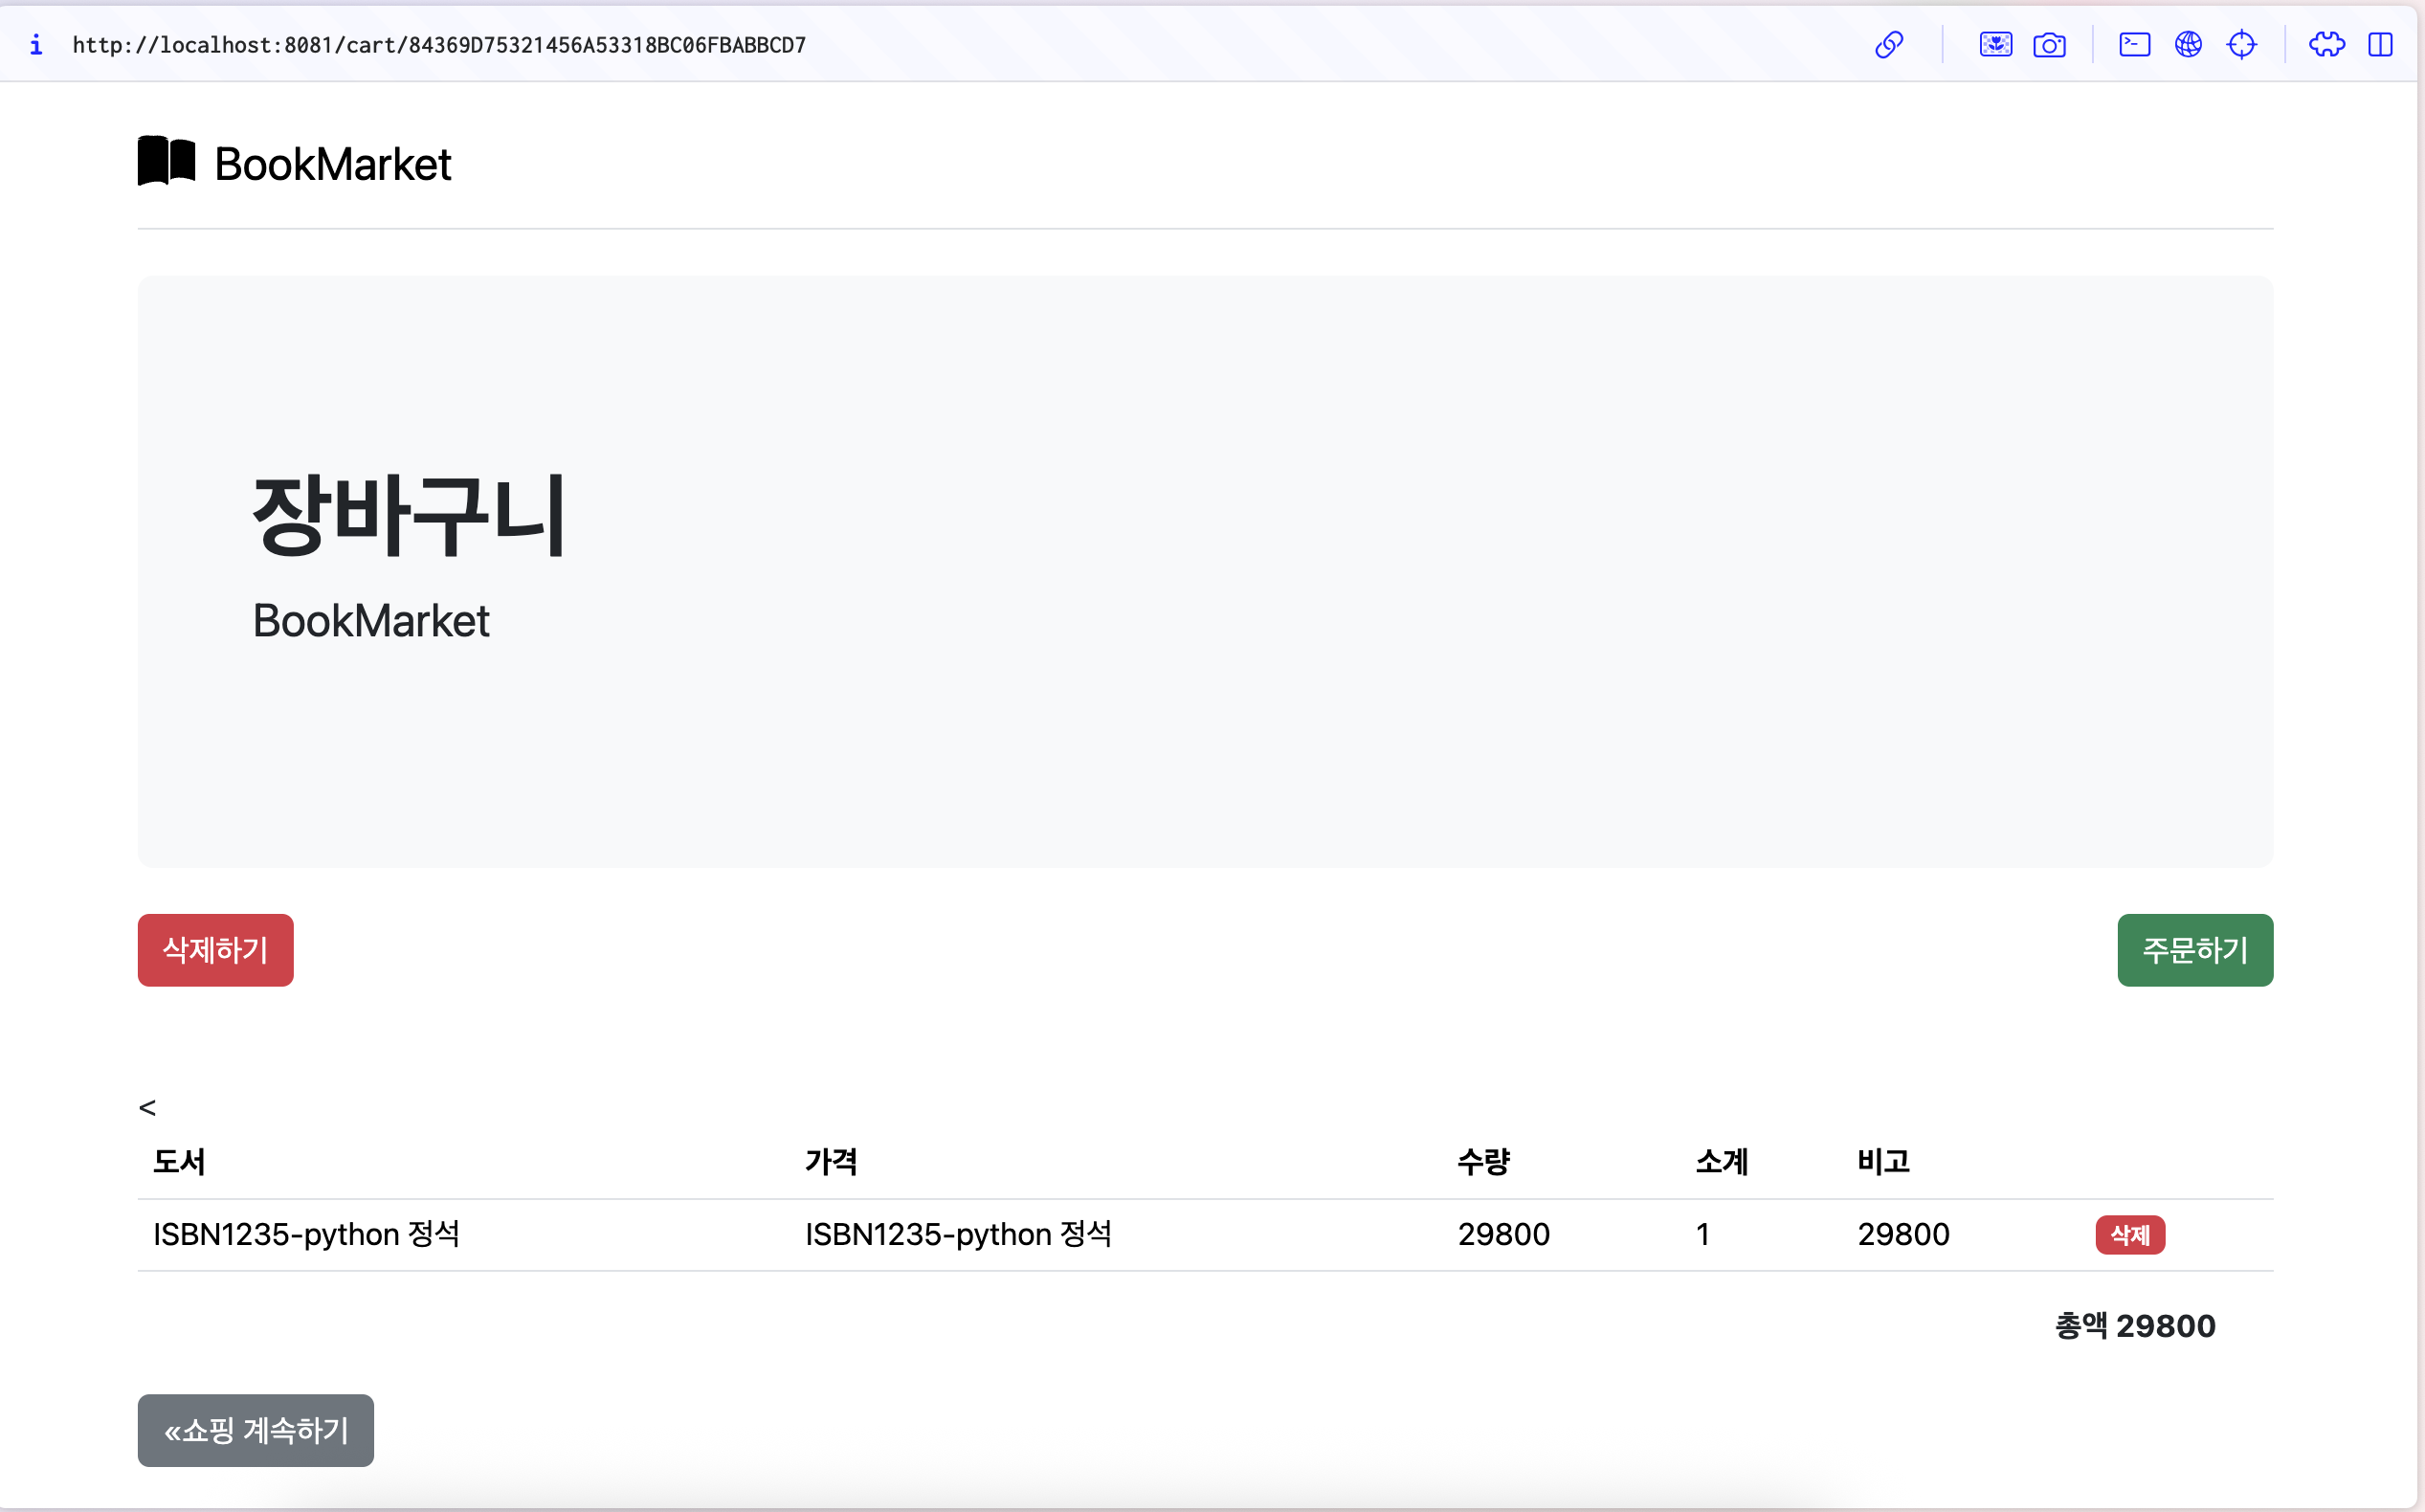 i http://localhost:8081/cart/84369D75321456A53318BC06FBABBCD7
BookMarket
장바구니
BookMarket
삭제하기 주문하기
<
도서 가격 수량 소계 비고
ISBN1235-python 정석 ISBN1235-python 정석 29800 1 29800 삭제
총액 29800
«쇼핑 계속하기